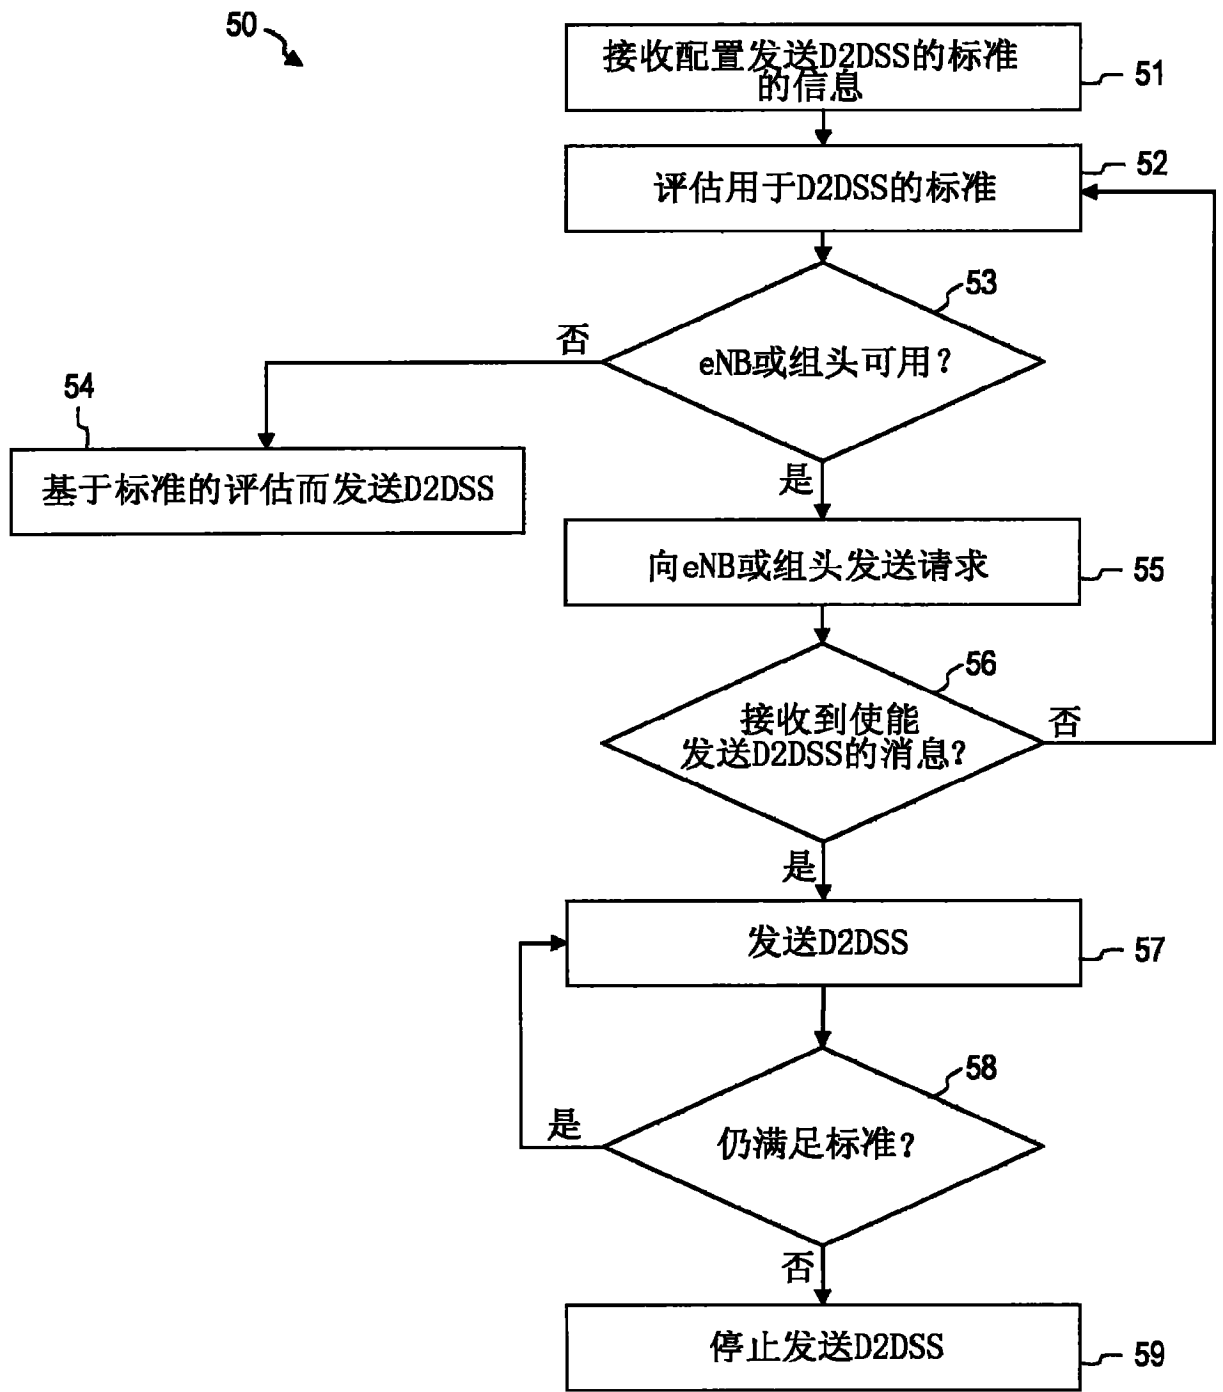 50
接收配置发送D2DSS的标准
的信息
51
评估用于D2DSS的标准
52
53
eNB或组头可用?
否
54
基于标准的评估而发送D2DSS
是
向eNB或组头发送请求
55
56
接收到使能
发送D2DSS的消息?
否
是
发送D2DSS
57
58
仍满足标准?
是
否
停止发送D2DSS
59